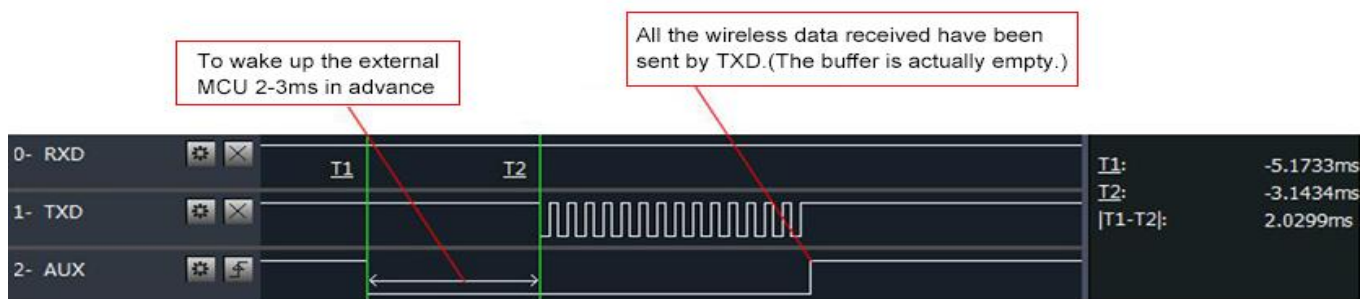 To wake up the external
MCU 2-3ms in advance
All the wireless data received have been
sent by TXD.(The buffer is actually empty.)
0- RXD
T1
T2
1- TXD
2- AUX
T1: -5.1733ms
T2: -3.1434ms
|T1-T2|: 2.0299ms